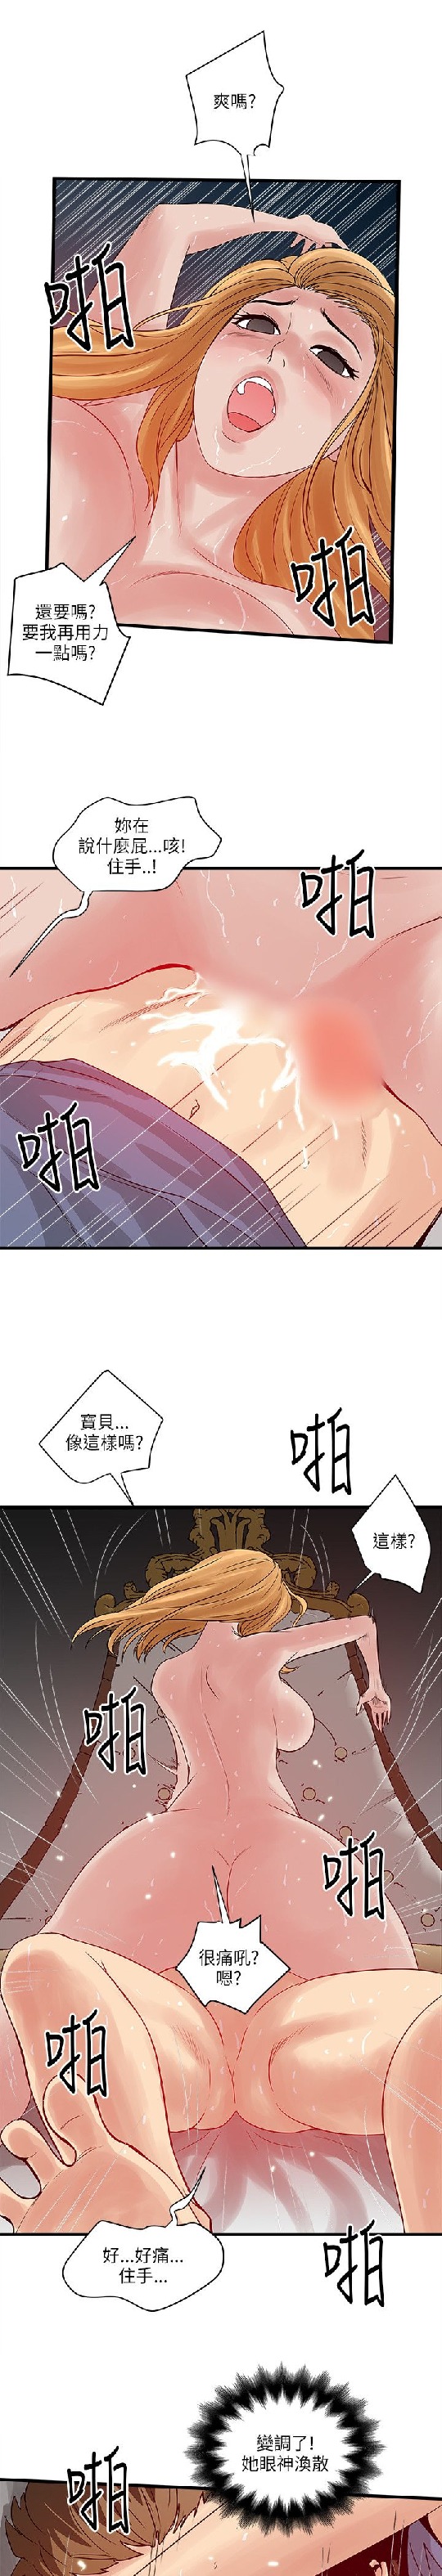 爽嗎?
啪
啪
還要嗎?
要我再用力
一點嗎?
妳在
說什麼屁...咳!
住手..!
啪
啪
寶貝...
像這樣嗎?
啪
這樣?
啪
啪
很痛吼?
嗯?
啪
好...好痛...
住手...
啪
變調了!
她眼神渙散
啪